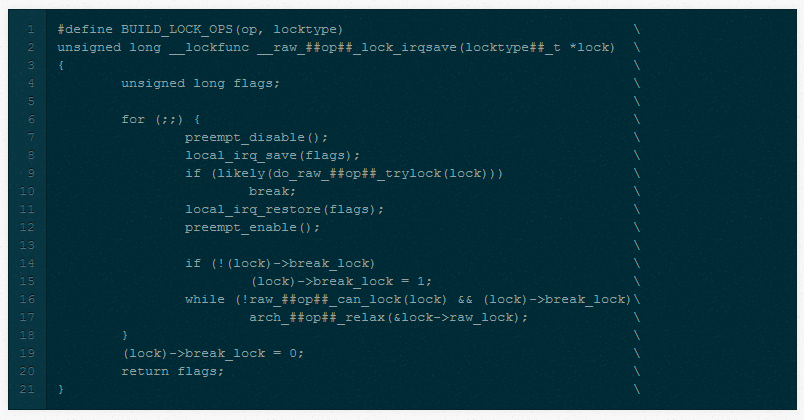 1 #define BUILD_LOCK_OPS(op, locktype) \
2 unsigned long __lockfunc __raw_##op##_lock_irqsave(locktype##_t *lock) \
3 { \
4 unsigned long flags; \
5 \
6 for (;;) { \
7 preempt_disable(); \
8 local_irq_save(flags); \
9 if (likely(do_raw_##op##_trylock(lock))) \
10 break; \
11 local_irq_restore(flags); \
12 preempt_enable(); \
13 \
14 if (!(lock)->break_lock) \
15 (lock)->break_lock = 1; \
16 while (!raw_##op##_can_lock(lock) && (lock)->break_lock)\
17 arch_##op##_relax(&lock->raw_lock); \
18 } \
19 (lock)->break_lock = 0; \
20 return flags; \
21 } \